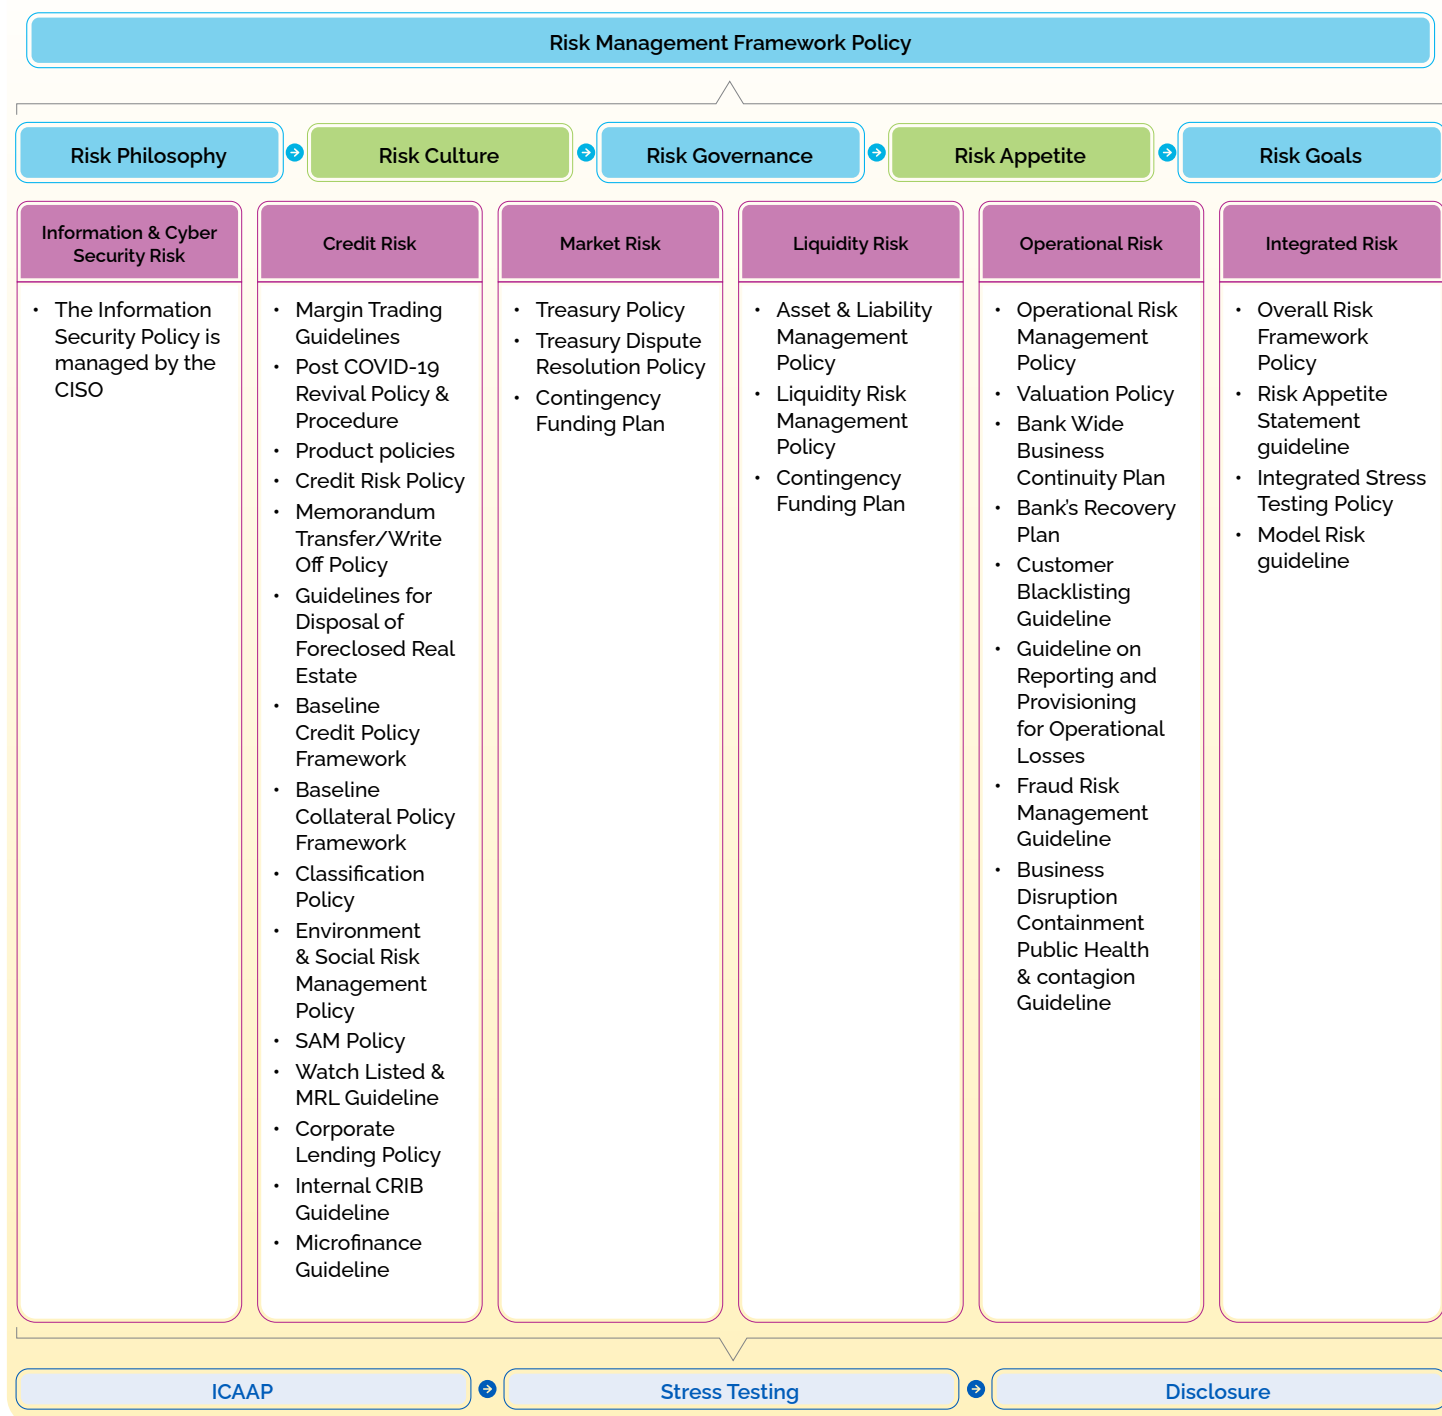 Risk Management Framework Policy
Risk Philosophy
Risk Culture
Risk Governance
Risk Appetite
Risk Goals
Information & Cyber
Security Risk
• The Information
Security Policy is
managed by the
CISO
Credit Risk
• Margin Trading
Guidelines
• Post COVID-19
Revival Policy &
Procedure
• Product policies
• Credit Risk Policy
• Memorandum
Transfer/Write
Off Policy
• Guidelines for
Disposal of
Foreclosed Real
Estate
• Baseline
Credit Policy
Framework
• Baseline
Collateral Policy
Framework
• Classification
Policy
• Environment
& Social Risk
Management
Policy
• SAM Policy
• Watch Listed &
MRL Guideline
• Corporate
Lending Policy
• Internal CRIB
Guideline
• Microfinance
Guideline
Market Risk
• Treasury Policy
• Treasury Dispute
Resolution Policy
• Contingency
Funding Plan
Liquidity Risk
• Asset & Liability
Management
Policy
• Liquidity Risk
Management
Policy
• Contingency
Funding Plan
Operational Risk
• Operational Risk
Management
Policy
• Valuation Policy
• Bank Wide
Business
Continuity Plan
• Bank’s Recovery
Plan
• Customer
Blacklisting
Guideline
• Guideline on
Reporting and
Provisioning
for Operational
Losses
• Fraud Risk
Management
Guideline
• Business
Disruption
Containment
Public Health
& contagion
Guideline
Integrated Risk
• Overall Risk
Framework
Policy
• Risk Appetite
Statement
guideline
• Integrated Stress
Testing Policy
• Model Risk
guideline
ICAAP
Stress Testing
Disclosure